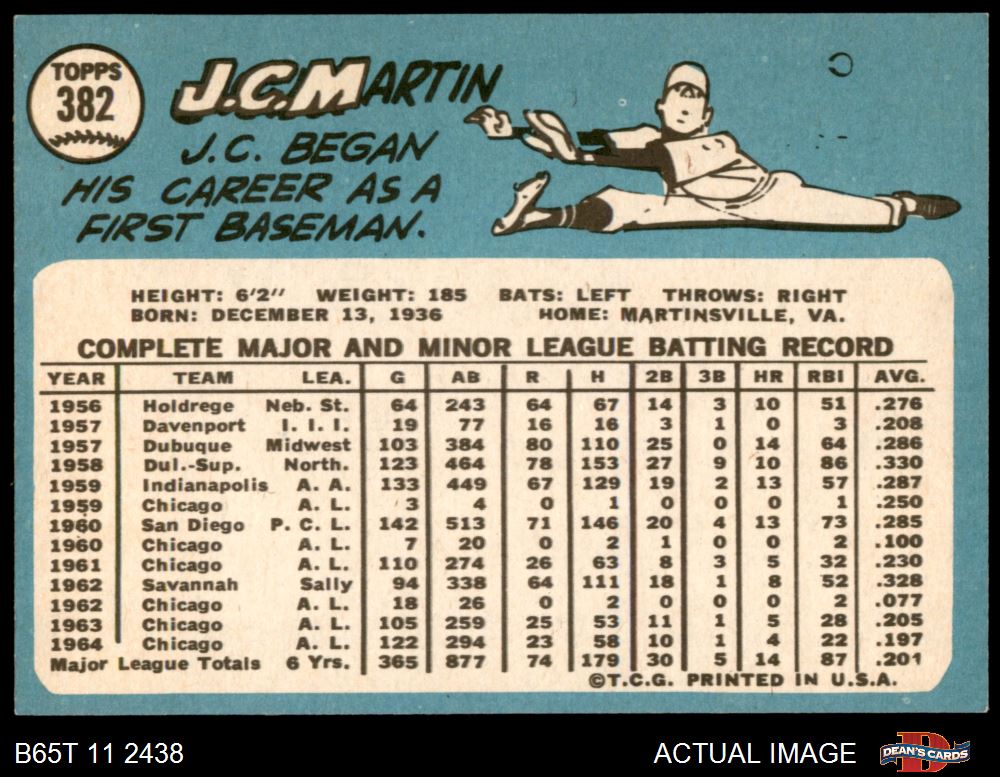 TOPPS
382
J.C. MARTIN
J.C. BEGAN
HIS CAREER AS A
FIRST BASEMAN.
HEIGHT: 6'2" WEIGHT: 185 BATS: LEFT THROWS: RIGHT
BORN: DECEMBER 13, 1936 HOME: MARTINSVILLE, VA.
COMPLETE MAJOR AND MINOR LEAGUE BATTING RECORD
YEAR TEAM LEA. G AB R H 2B 3B HR RBI AVG.
1956 Holdrege Neb. St. 64 243 64 67 14 3 10 51 .276
1957 Davenport I. I. I. 19 77 16 16 3 1 0 3 .208
1957 Dubuque Midwest 103 384 80 110 25 0 14 64 .286
1958 Dul.-Sup. North. 123 464 78 153 27 9 10 86 .330
1959 Indianapolis A. A. 133 449 67 129 19 2 13 57 .287
1959 Chicago A. L. 3 4 0 1 0 0 0 1 .250
1960 San Diego P. C. L. 142 513 71 146 20 4 13 73 .285
1960 Chicago A. L. 7 20 0 2 1 0 0 2 .100
1961 Chicago A. L. 110 274 26 63 8 3 5 32 .230
1962 Savannah Sally 94 338 64 111 18 1 8 52 .328
1962 Chicago A. L. 18 26 0 2 0 0 0 2 .077
1963 Chicago A. L. 105 259 25 53 11 1 5 28 .205
1964 Chicago A. L. 122 294 23 58 10 1 4 22 .197
Major League Totals 6 Yrs. 365 877 74 179 30 5 14 87 .201
©T.C.G. PRINTED IN U.S.A.
B65T 11 2438 ACTUAL IMAGE DEAN'S CARDS